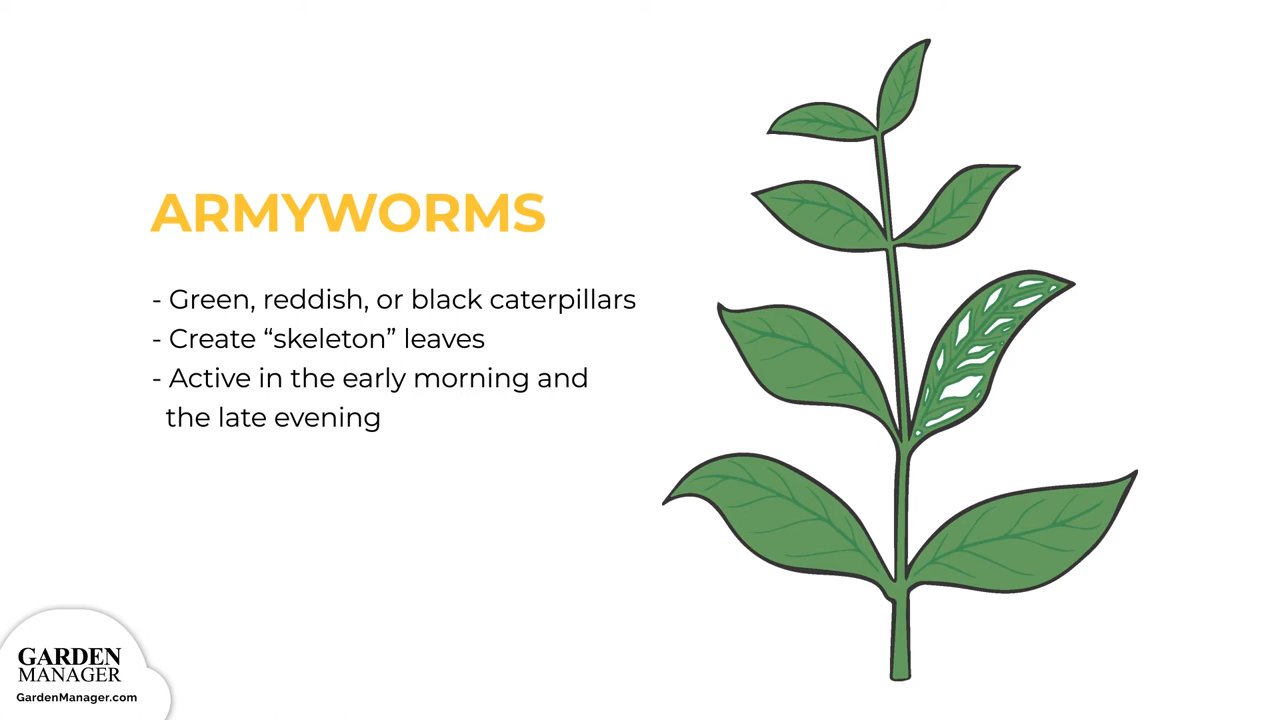 ARMYWORMS
- Green, reddish, or black caterpillars
- Create “skeleton” leaves
- Active in the early morning and
the late evening
GARDEN
MANAGER
GardenManager.com